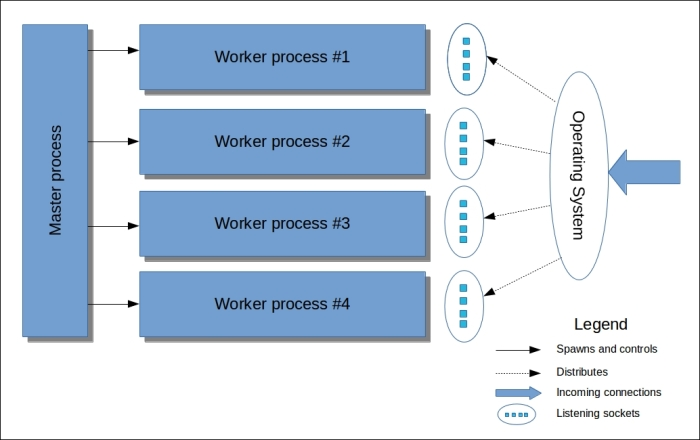 Master process
Worker process #1
Worker process #2
Worker process #3
Worker process #4
Operating System
Legend
Spawns and controls
Distributes
Incoming connections
Listening sockets